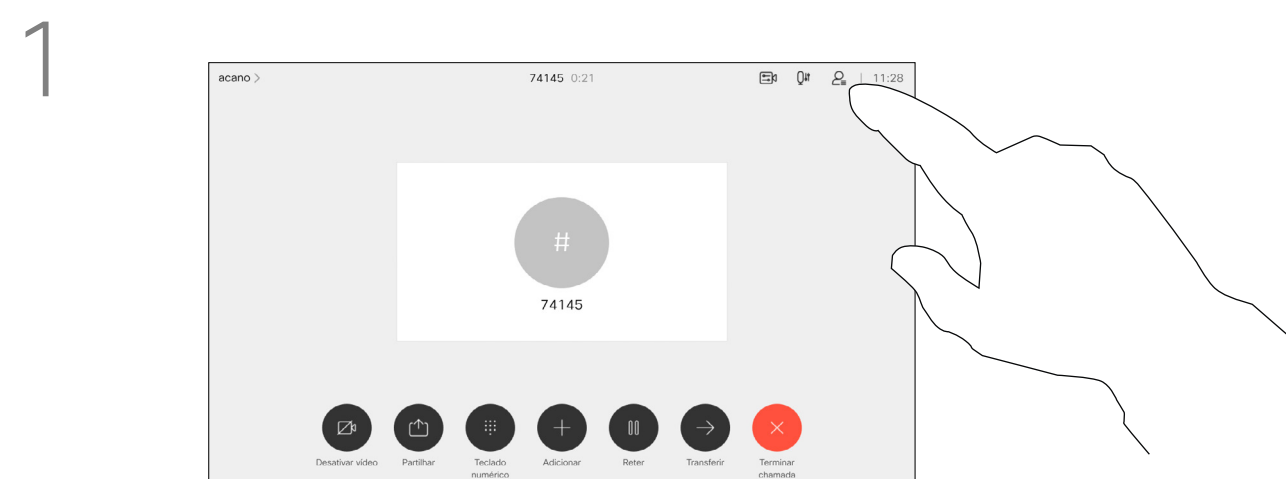 1
acano >
74145 0:21
11:28
#
74145
Desativar vídeo
Partilhar
Teclado
numérico
Adicionar
Reter
Transferir
Terminar
chamada